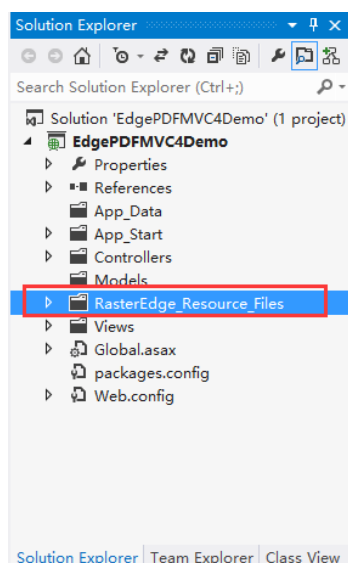 Solution Explorer
Search Solution Explorer (Ctrl+;)
Solution 'EdgePDFMVC4Demo' (1 project)
EdgePDFMVC4Demo
Properties
References
App_Data
App_Start
Controllers
Models
RasterEdge_Resource_Files
Views
Global.asax
packages.config
Web.config
Solution Explorer Team Explorer Class View